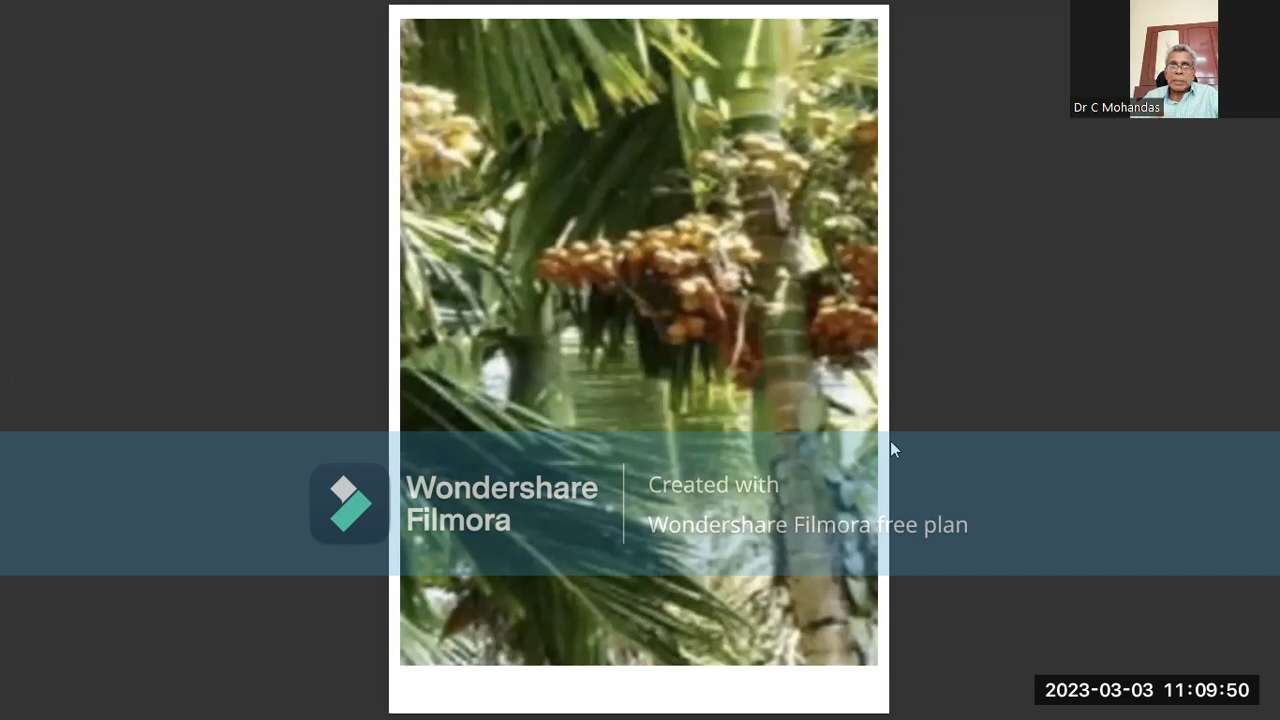 Dr C Mohandas
Wondershare
Filmora
Created with
Wondershare Filmora free plan
2023-03-03 11:09:50